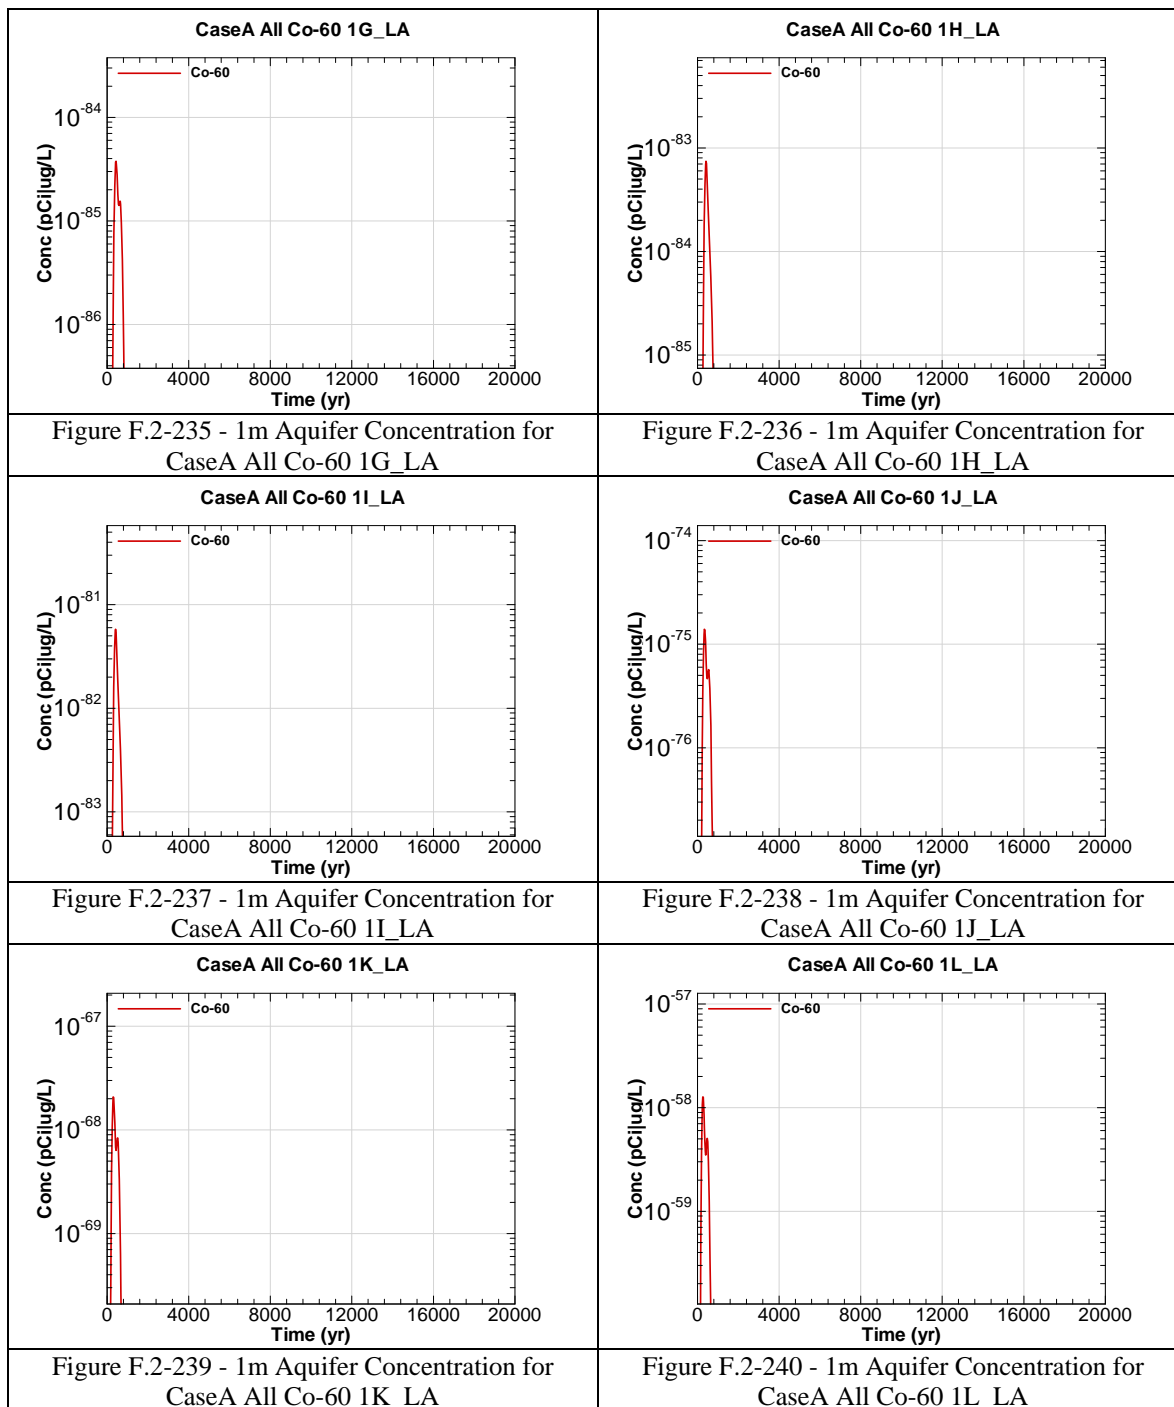 CaseA All Co-60 1G_LA
Co-60
10-84
10-85
10-86
Conc (pCi|ug/L)
0 4000 8000 12000 16000 20000
Time (yr)
Figure F.2-235 - 1m Aquifer Concentration for
CaseA All Co-60 1G_LA
CaseA All Co-60 1H_LA
Co-60
10-83
10-84
10-85
Conc (pCi|ug/L)
0 4000 8000 12000 16000 20000
Time (yr)
Figure F.2-236 - 1m Aquifer Concentration for
CaseA All Co-60 1H_LA
CaseA All Co-60 1I_LA
Co-60
10-81
10-82
10-83
Conc (pCi|ug/L)
0 4000 8000 12000 16000 20000
Time (yr)
Figure F.2-237 - 1m Aquifer Concentration for
CaseA All Co-60 1I_LA
CaseA All Co-60 1J_LA
Co-60
10-74
10-75
10-76
Conc (pCi|ug/L)
0 4000 8000 12000 16000 20000
Time (yr)
Figure F.2-238 - 1m Aquifer Concentration for
CaseA All Co-60 1J_LA
CaseA All Co-60 1K_LA
Co-60
10-67
10-68
10-69
Conc (pCi|ug/L)
0 4000 8000 12000 16000 20000
Time (yr)
Figure F.2-239 - 1m Aquifer Concentration for
CaseA All Co-60 1K_LA
CaseA All Co-60 1L_LA
Co-60
10-57
10-58
10-59
Conc (pCi|ug/L)
0 4000 8000 12000 16000 20000
Time (yr)
Figure F.2-240 - 1m Aquifer Concentration for
CaseA All Co-60 1L_LA